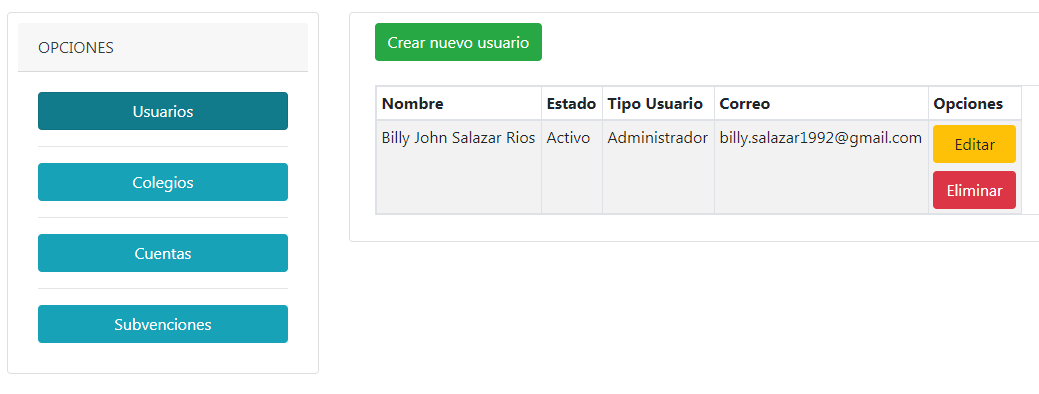 OPCIONES
Usuarios
Colegios
Cuentas
Subvenciones
Crear nuevo usuario
Nombre Estado Tipo Usuario Correo Opciones
Billy John Salazar Rios Activo Administrador billy.salazar1992@gmail.com Editar
Eliminar